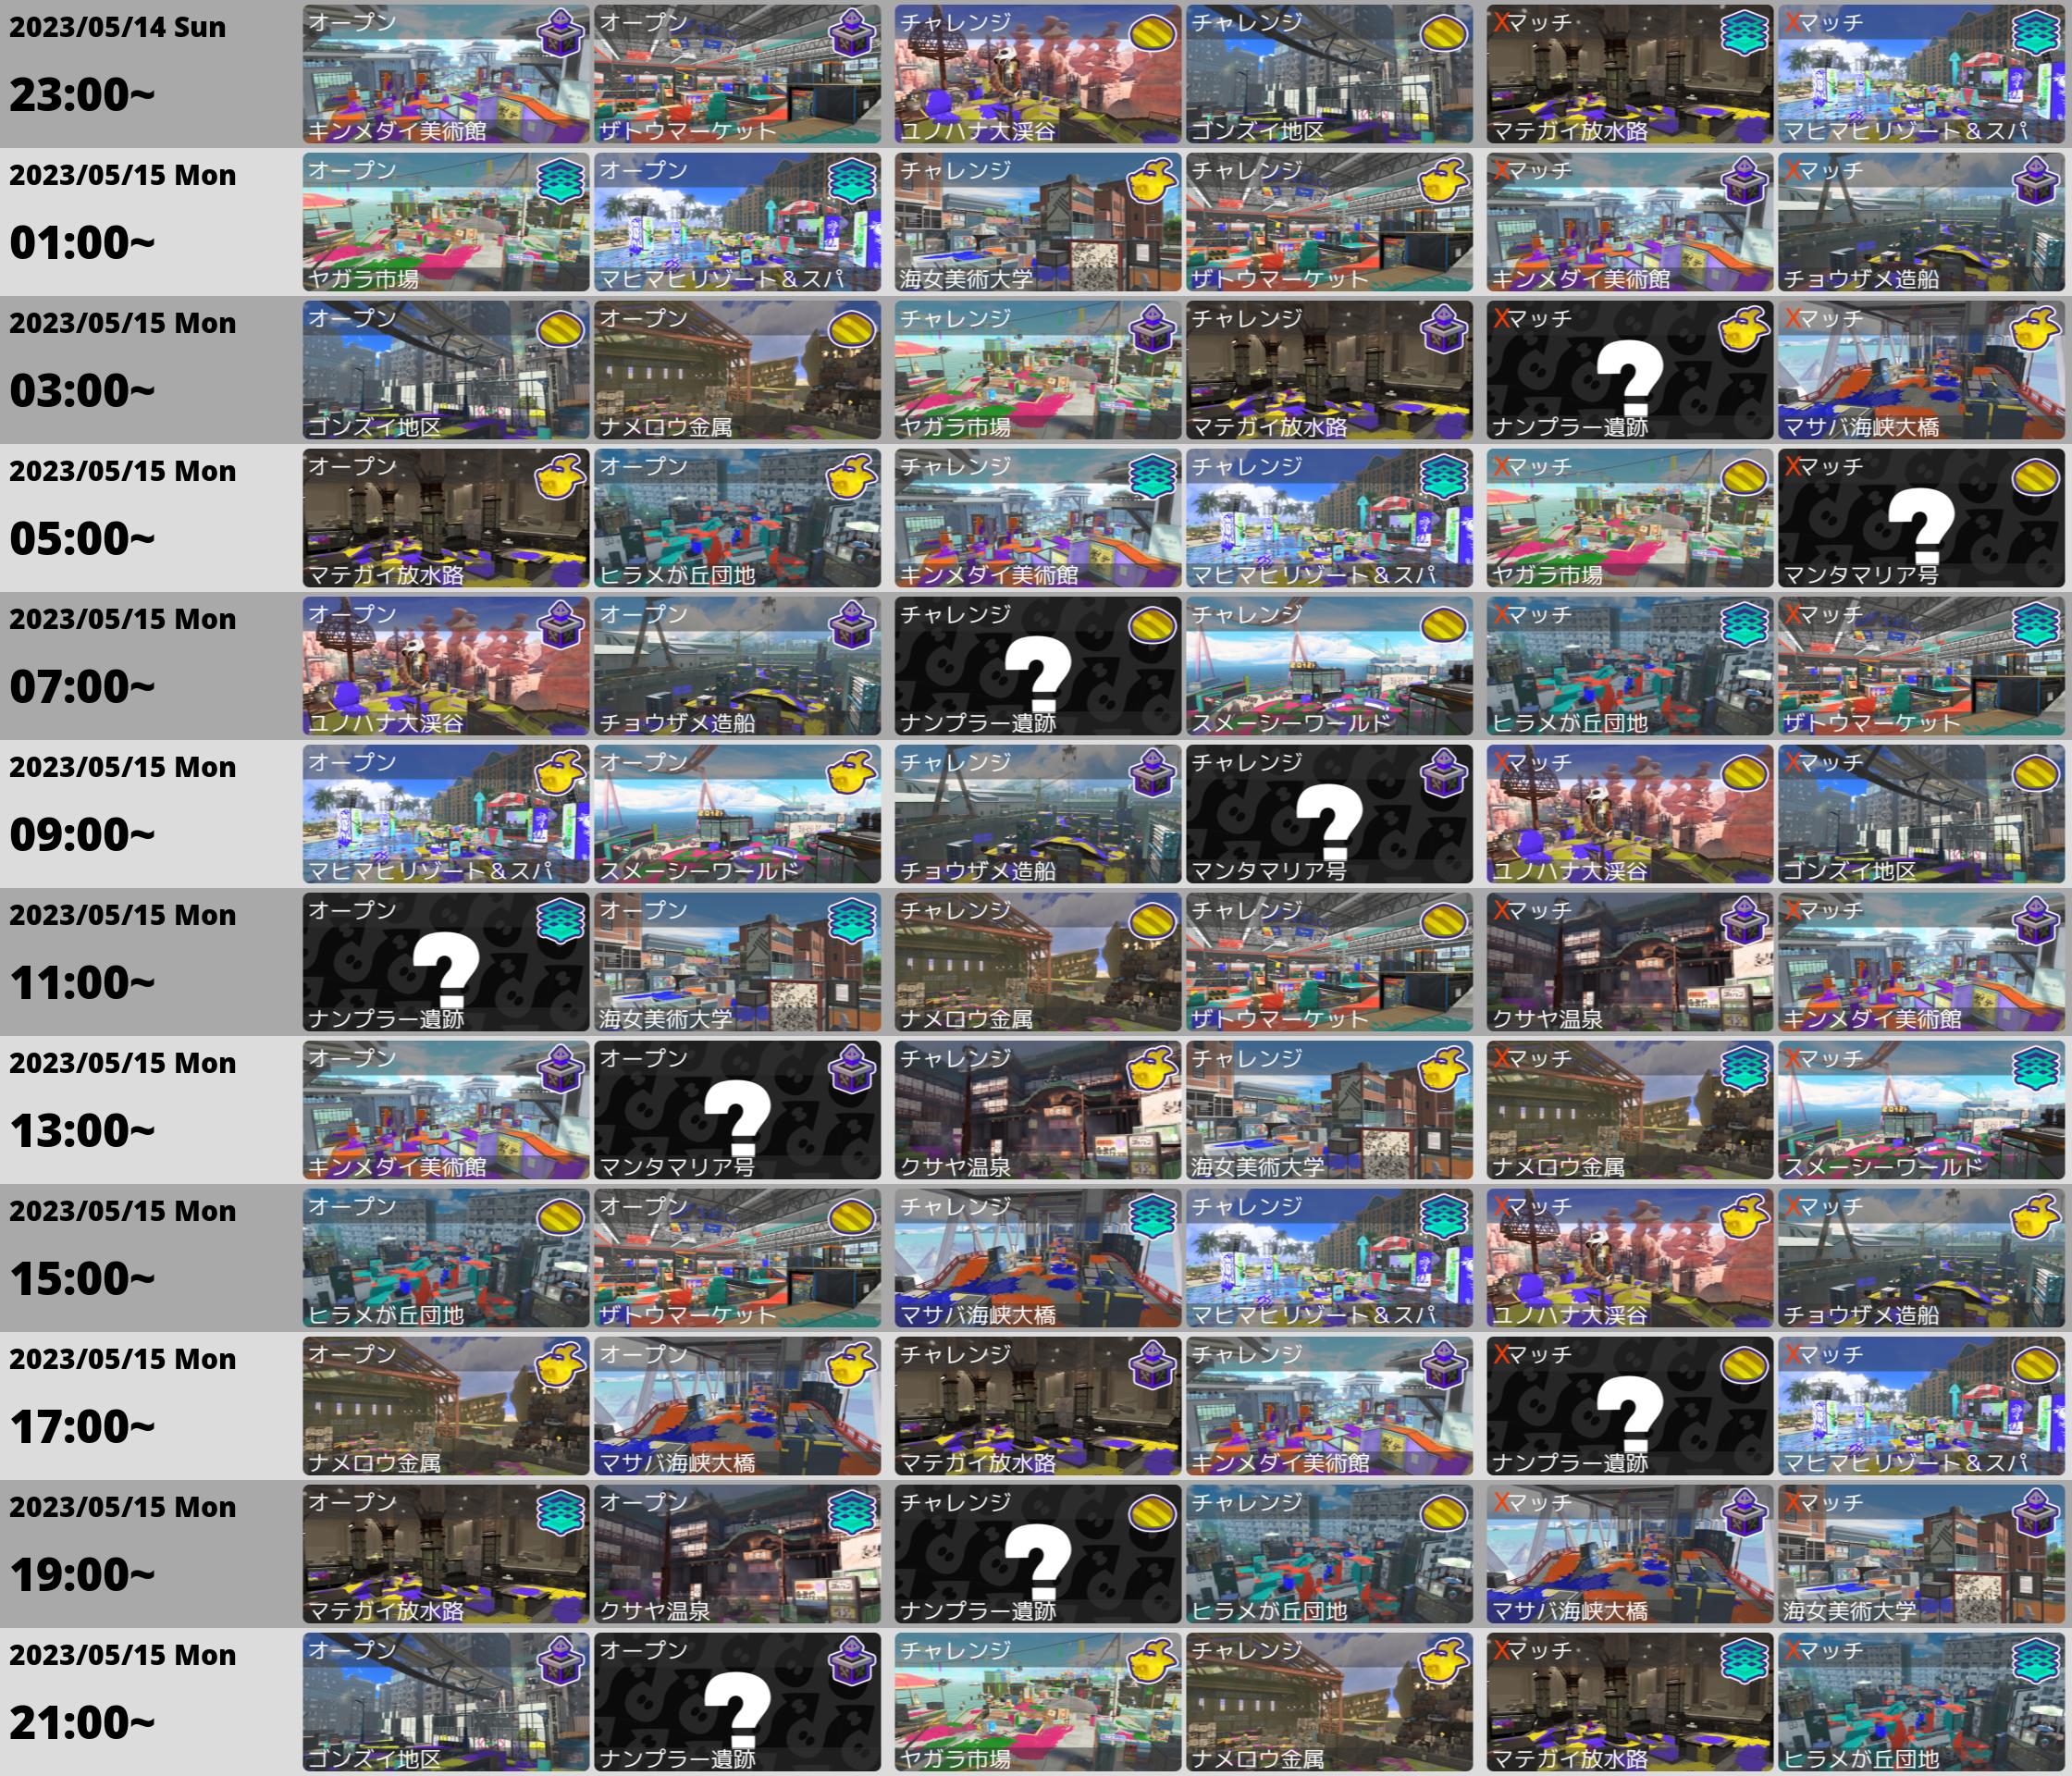 2023/05/14 Sun
23:00~
オープン オープン チャレンジ チャレンジ Xマッチ Xマッチ
キンメダイ美術館 ザトウマーケット ユノハナ大渓谷 ゴンズイ地区 マテガイ放水路 マヒマヒリゾート＆スパ
2023/05/15 Mon
01:00~
オープン オープン チャレンジ チャレンジ Xマッチ Xマッチ
ヤガラ市場 マヒマヒリゾート＆スパ 海女美術大学 ザトウマーケット キンメダイ美術館 チョウザメ造船
2023/05/15 Mon
03:00~
オープン オープン チャレンジ チャレンジ Xマッチ Xマッチ
?
ゴンズイ地区 ナメロウ金属 ヤガラ市場 マテガイ放水路 ナンプラー遺跡 マサバ海峡大橋
2023/05/15 Mon
05:00~
オープン オープン チャレンジ チャレンジ Xマッチ Xマッチ
?
マテガイ放水路 ヒラメが丘団地 キンメダイ美術館 マヒマヒリゾート＆スパ ヤガラ市場 マンタマリア号
2023/05/15 Mon
07:00~
オープン オープン チャレンジ チャレンジ Xマッチ Xマッチ
?
ユノハナ大渓谷 チョウザメ造船 ナンプラー遺跡 スメーシーワールド ヒラメが丘団地 ザトウマーケット
2023/05/15 Mon
09:00~
オープン オープン チャレンジ チャレンジ Xマッチ Xマッチ
?
マヒマヒリゾート＆スパ スメーシーワールド チョウザメ造船 マンタマリア号 ユノハナ大渓谷 ゴンズイ地区
2023/05/15 Mon
11:00~
オープン オープン チャレンジ チャレンジ Xマッチ Xマッチ
?
ナンプラー遺跡 海女美術大学 ナメロウ金属 ザトウマーケット クサヤ温泉 キンメダイ美術館
2023/05/15 Mon
13:00~
オープン オープン チャレンジ チャレンジ Xマッチ Xマッチ
?
キンメダイ美術館 マンタマリア号 クサヤ温泉 海女美術大学 ナメロウ金属 スメーシーワールド
2023/05/15 Mon
15:00~
オープン オープン チャレンジ チャレンジ Xマッチ Xマッチ
ヒラメが丘団地 ザトウマーケット マサバ海峡大橋 マヒマヒリゾート＆スパ ユノハナ大渓谷 チョウザメ造船
2023/05/15 Mon
17:00~
オープン オープン チャレンジ チャレンジ Xマッチ Xマッチ
?
ナメロウ金属 マサバ海峡大橋 マテガイ放水路 キンメダイ美術館 ナンプラー遺跡 マヒマヒリゾート＆スパ
2023/05/15 Mon
19:00~
オープン オープン チャレンジ チャレンジ Xマッチ Xマッチ
?
マテガイ放水路 クサヤ温泉 ナンプラー遺跡 ヒラメが丘団地 マサバ海峡大橋 海女美術大学
2023/05/15 Mon
21:00~
オープン オープン チャレンジ チャレンジ Xマッチ Xマッチ
?
ゴンズイ地区 ナンプラー遺跡 ヤガラ市場 ナメロウ金属 マテガイ放水路 ヒラメが丘団地